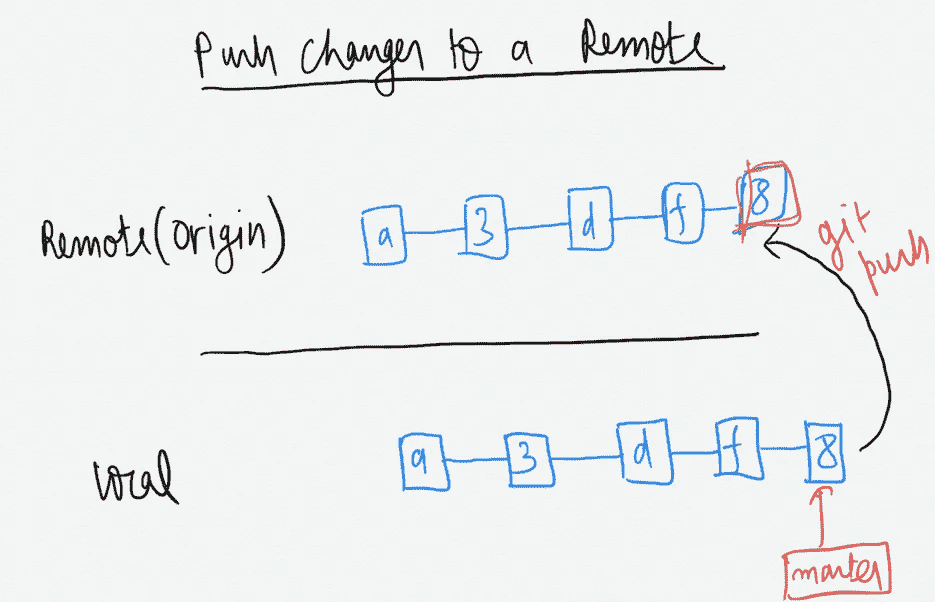 Push Changes to a Remote
Remote(Origin)
a 3 d f 8
git
push
local
a 3 d f 8
master